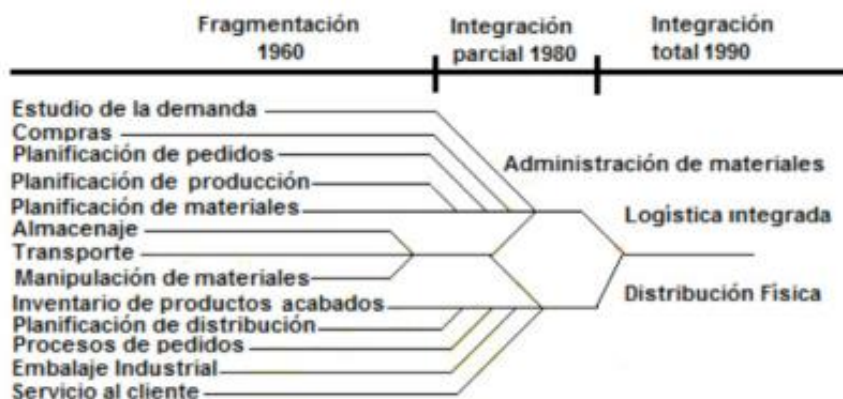 Fragmentación
1960
Integración
parcial 1980
Integración
total 1990
Estudio de la demanda
Compras
Planificación de pedidos
Planificación de producción
Planificación de materiales
Almacenaje
Transporte
Manipulación de materiales
Inventario de productos acabados
Planificación de distribución
Procesos de pedidos
Embalaje Industrial
Servicio al cliente
Administración de materiales
Logística integrada
Distribución Física